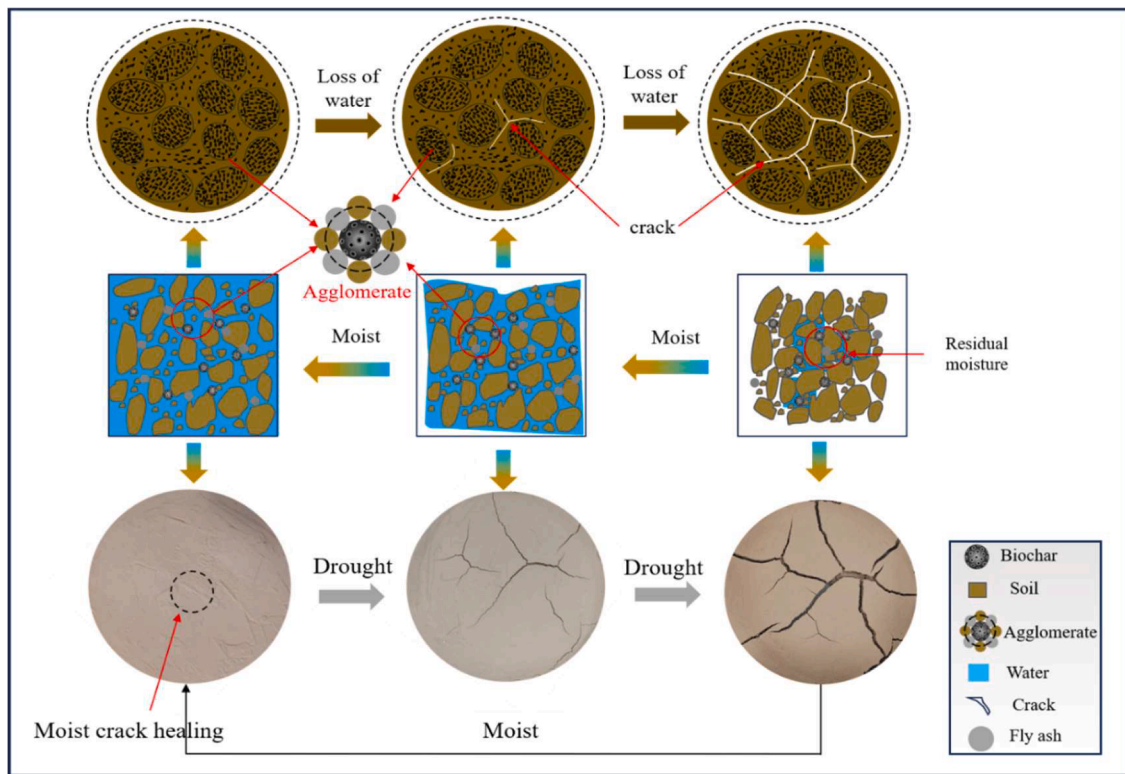 Loss of
water
Loss of
water
crack
Agglomerate
Moist
Moist
Residual
moisture
Drought
Drought
Moist crack healing
Moist
Biochar
Soil
Agglomerate
Water
Crack
Fly ash